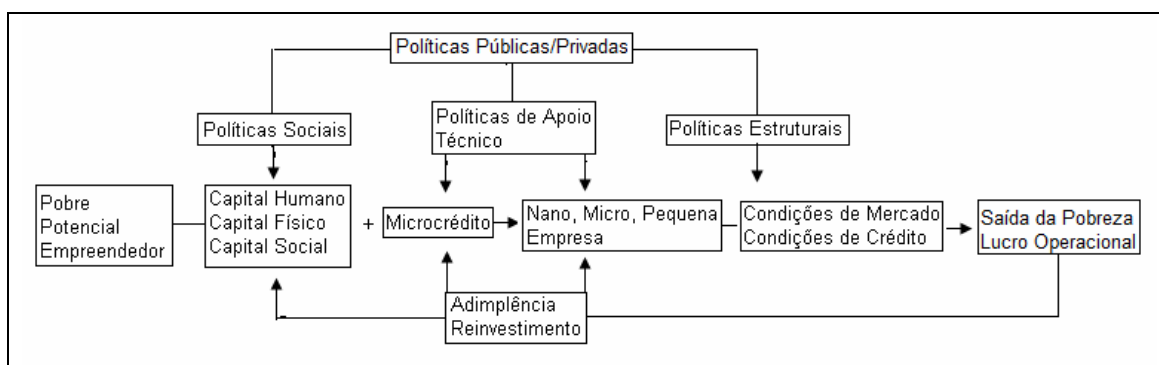 Políticas Públicas/Privadas
Políticas Sociais
Políticas de Apoio
Técnico
Políticas Estruturais
Pobre
Potencial
Empreendedor
Capital Humano
Capital Físico
Capital Social
+
Microcrédito
Nano, Micro, Pequena
Empresa
Condições de Mercado
Condições de Crédito
Saída da Pobreza
Lucro Operacional
Adimplência
Reinvestimento